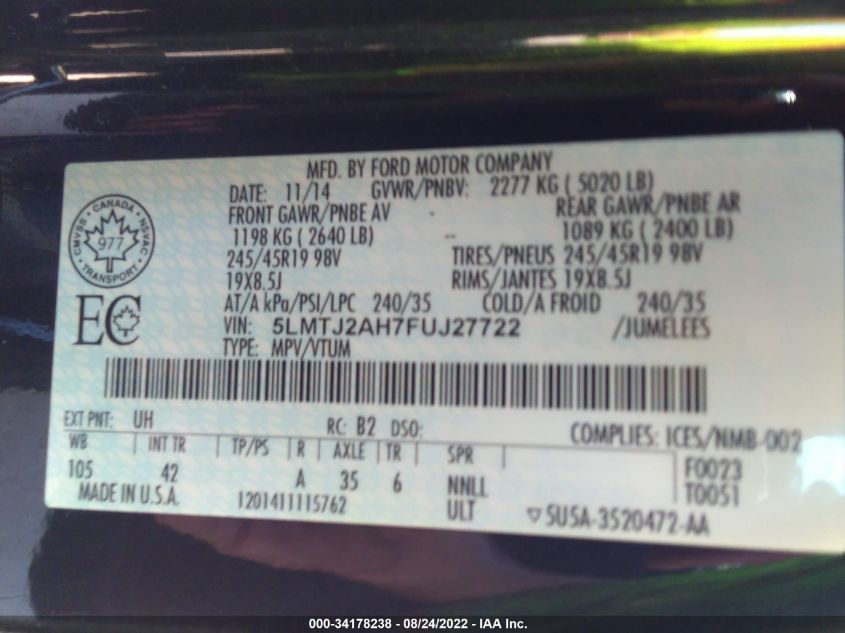 MFD. BY FORD MOTOR COMPANY
DATE: 11/14 GVWR/PNBV: 2277 KG ( 5020 LB)
FRONT GAWR/PNBE AV REAR GAWR/PNBE AR
1198 KG ( 2640 LB) -- 1089 KG ( 2400 LB)
245/45R19 98V TIRES/PNEUS 245/45R19 98V
19X8.5J RIMS/JANTES 19X8.5J
AT/A kPa/PSI/LPC 240/35 COLD/A FROID 240/35
VIN: 5LMTJ2AH7FUJ27722 /JUMELEES
TYPE: MPV/VTUM
CMVSS · CANADA · NSVAC · TRANSPORT ·
977
EC
EXT PNT: UH RC: B2 DSO: COMPLIES: ICES/NMB-002
WB INT TR TP/PS R AXLE TR SPR F0023
105 42 A 35 6 NNLL T0051
MADE IN U.S.A. 1201411115762 ULT ▽ 5U5A-3520472-AA
000-34178238 - 08/24/2022 - IAA Inc.